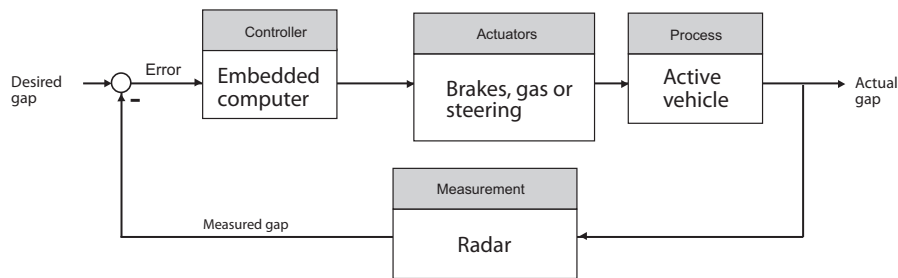 Controller
Actuators
Process
Desired
gap
Error
Embedded
computer
Brakes, gas or
steering
Active
vehicle
Actual
gap
-
Measurement
Measured gap
Radar